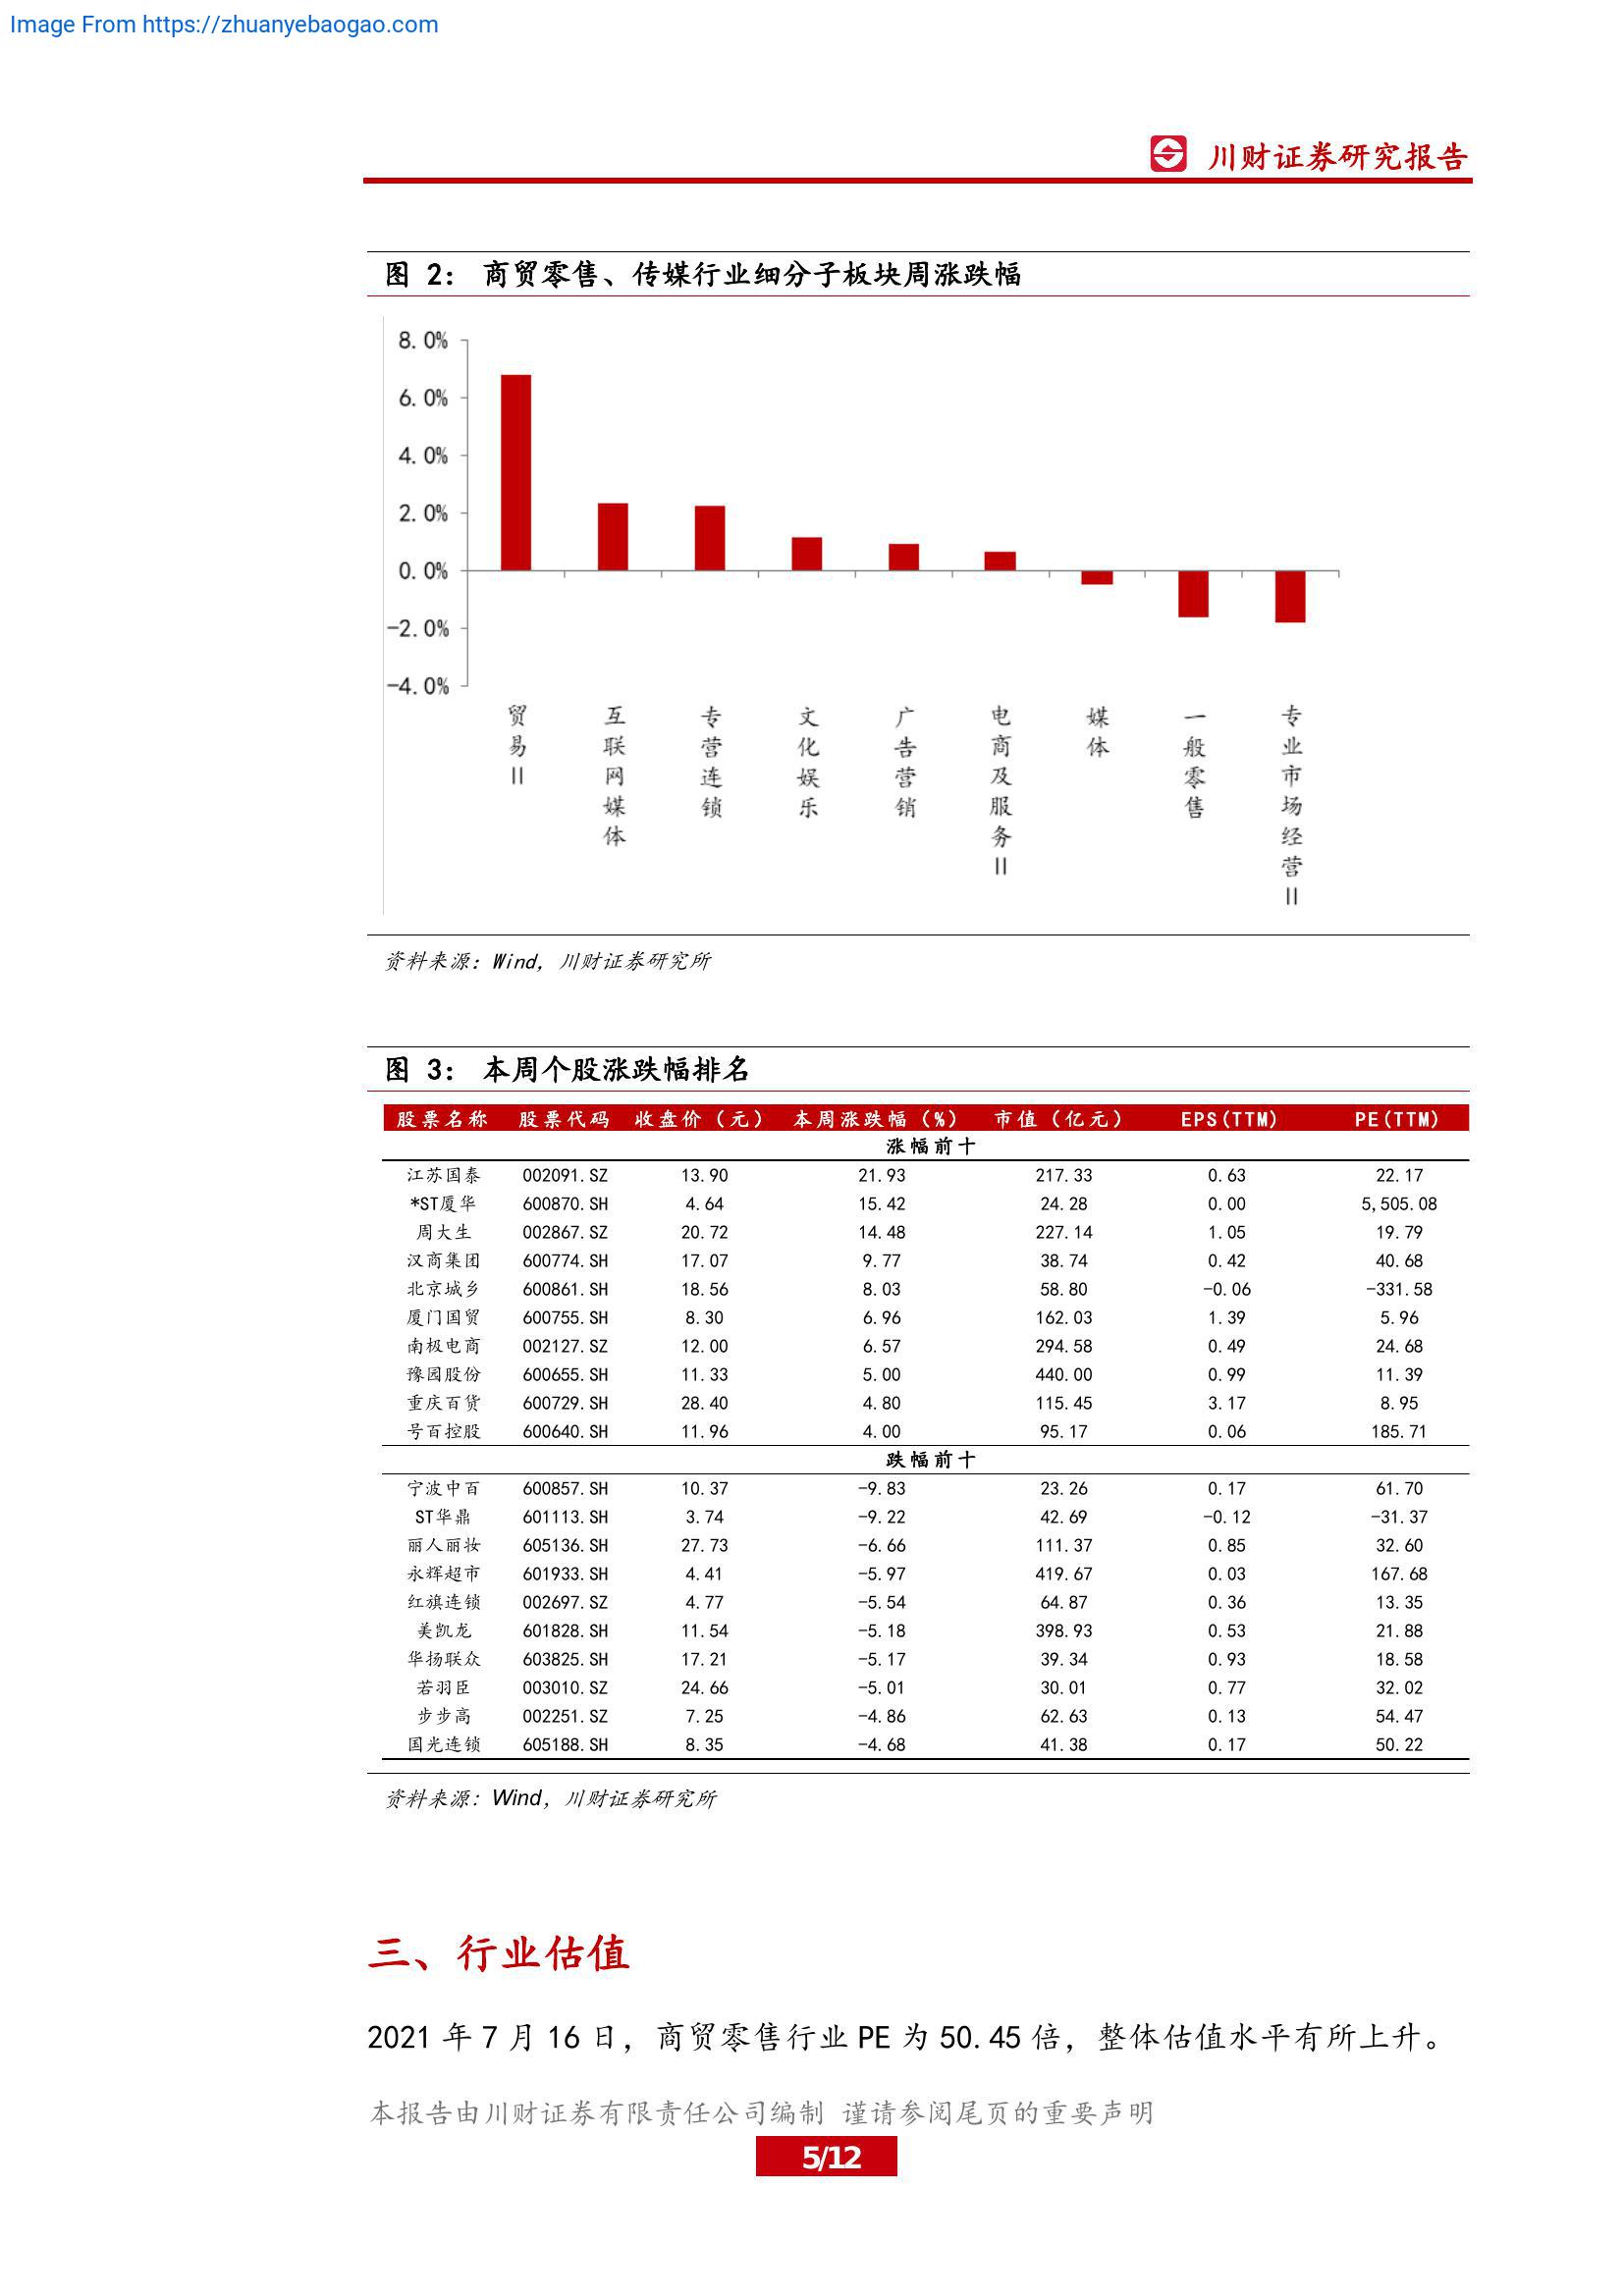 Image From https://zhuanyebaogao.com
川财证券研究报告
图 2： 商贸零售、传媒行业细分子板块周涨跌幅
8.0%
6.0%
4.0%
2.0%
0.0%
-2.0%
-4.0%
贸易Ⅱ
互联网媒体
专营连锁
文化娱乐
广告营销
电商及服务Ⅱ
媒体
一般零售
专业市场经营Ⅱ
资料来源：Wind，川财证券研究所
图 3： 本周个股涨跌幅排名
股票名称 股票代码 收盘价（元） 本周涨跌幅（%） 市值（亿元） EPS(TTM) PE(TTM)
涨幅前十
江苏国泰 002091.SZ 13.90 21.93 217.33 0.63 22.17
*ST厦华 600870.SH 4.64 15.42 24.28 0.00 5,505.08
周大生 002867.SZ 20.72 14.48 227.14 1.05 19.79
汉商集团 600774.SH 17.07 9.77 38.74 0.42 40.68
北京城乡 600861.SH 18.56 8.03 58.80 -0.06 -331.58
厦门国贸 600755.SH 8.30 6.96 162.03 1.39 5.96
南极电商 002127.SZ 12.00 6.57 294.58 0.49 24.68
豫园股份 600655.SH 11.33 5.00 440.00 0.99 11.39
重庆百货 600729.SH 28.40 4.80 115.45 3.17 8.95
号百控股 600640.SH 11.96 4.00 95.17 0.06 185.71
跌幅前十
宁波中百 600857.SH 10.37 -9.83 23.26 0.17 61.70
ST华鼎 601113.SH 3.74 -9.22 42.69 -0.12 -31.37
丽人丽妆 605136.SH 27.73 -6.66 111.37 0.85 32.60
永辉超市 601933.SH 4.41 -5.97 419.67 0.03 167.68
红旗连锁 002697.SZ 4.77 -5.54 64.87 0.36 13.35
美凯龙 601828.SH 11.54 -5.18 398.93 0.53 21.88
华扬联众 603825.SH 17.21 -5.17 39.34 0.93 18.58
若羽臣 003010.SZ 24.66 -5.01 30.01 0.77 32.02
步步高 002251.SZ 7.25 -4.86 62.63 0.13 54.47
国光连锁 605188.SH 8.35 -4.68 41.38 0.17 50.22
资料来源：Wind，川财证券研究所
三、行业估值
2021 年 7 月 16 日，商贸零售行业 PE 为 50.45 倍，整体估值水平有所上升。
本报告由川财证券有限责任公司编制 谨请参阅尾页的重要声明
5/12